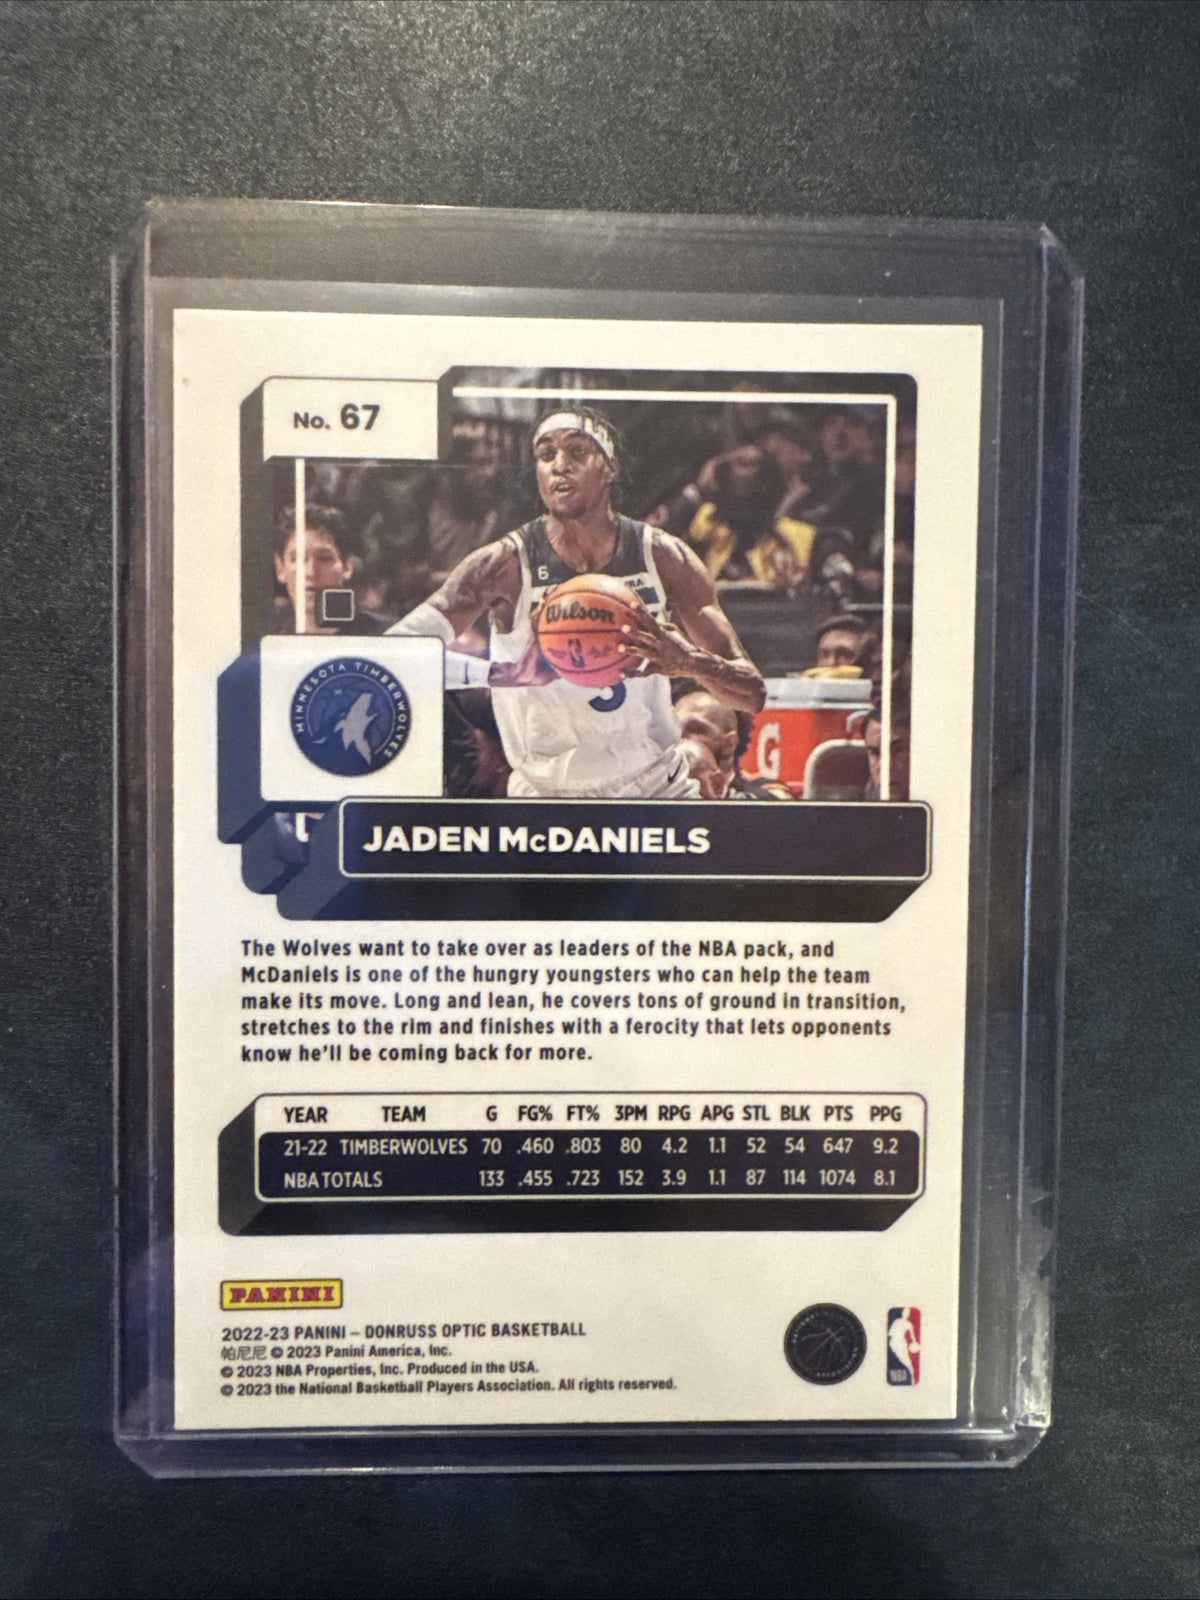 No. 67
6
Wilson
3
G
MINNESOTA TIMBERWOLVES
JADEN McDANIELS
The Wolves want to take over as leaders of the NBA pack, and
McDaniels is one of the hungry youngsters who can help the team
make its move. Long and lean, he covers tons of ground in transition,
stretches to the rim and finishes with a ferocity that lets opponents
know he'll be coming back for more.
YEAR TEAM G FG% FT% 3PM RPG APG STL BLK PTS PPG
21-22 TIMBERWOLVES 70 .460 .803 80 4.2 1.1 52 54 647 9.2
NBA TOTALS 133 .455 .723 152 3.9 1.1 87 114 1074 8.1
PANINI
2022-23 PANINI – DONRUSS OPTIC BASKETBALL
帕尼尼 © 2023 Panini America, Inc.
© 2023 NBA Properties, Inc. Produced in the USA.
© 2023 the National Basketball Players Association. All rights reserved.
NBA